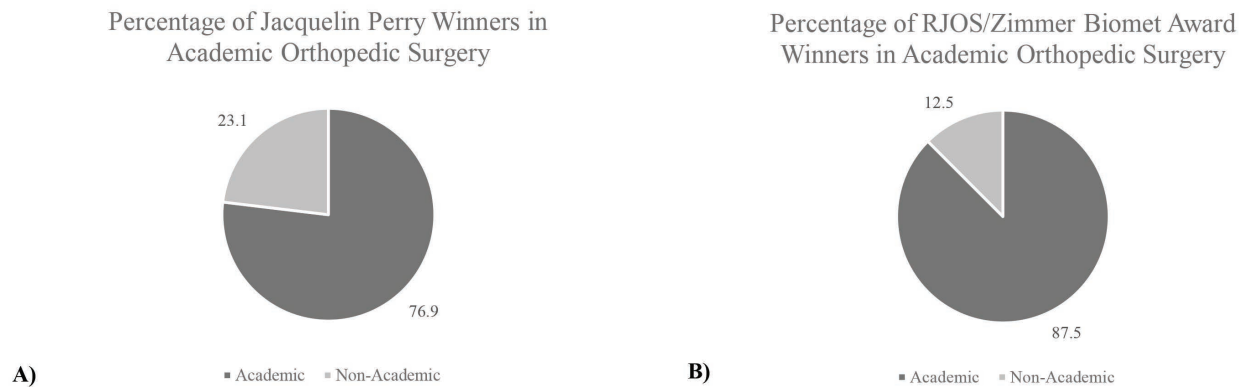 Percentage of Jacquelin Perry Winners in
Academic Orthopedic Surgery
23.1
76.9
Academic
Non-Academic
A)
Percentage of RJOS/Zimmer Biomet Award
Winners in Academic Orthopedic Surgery
12.5
87.5
Academic
Non-Academic
B)